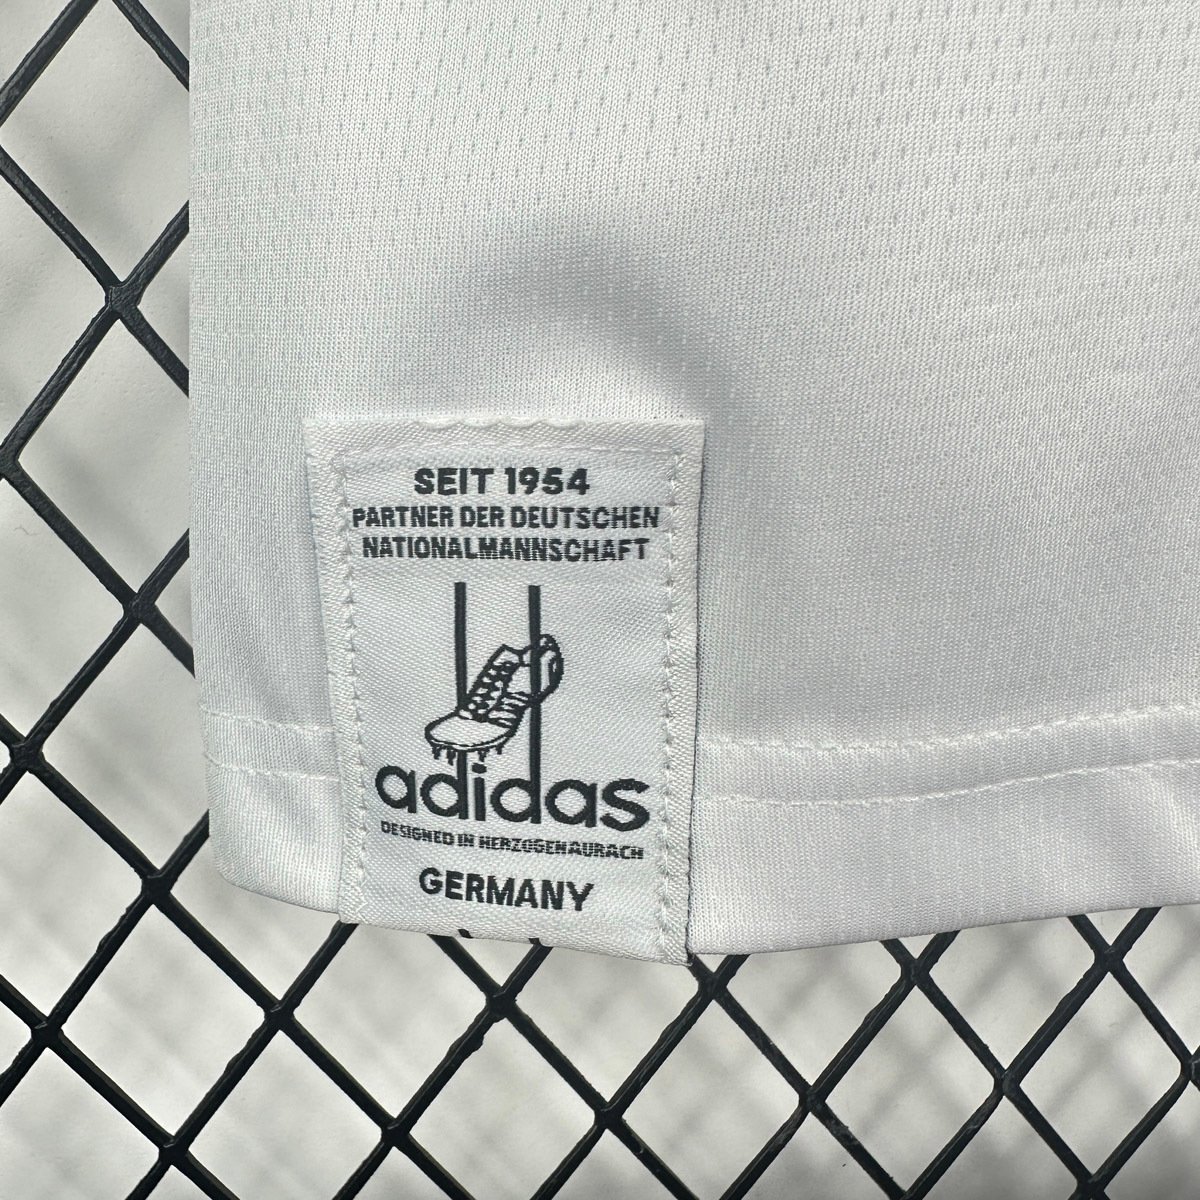 SEIT 1954
PARTNER DER DEUTSCHEN
NATIONALMANNSCHAFT
adidas
DESIGNED IN HERZOGENAURACH
GERMANY